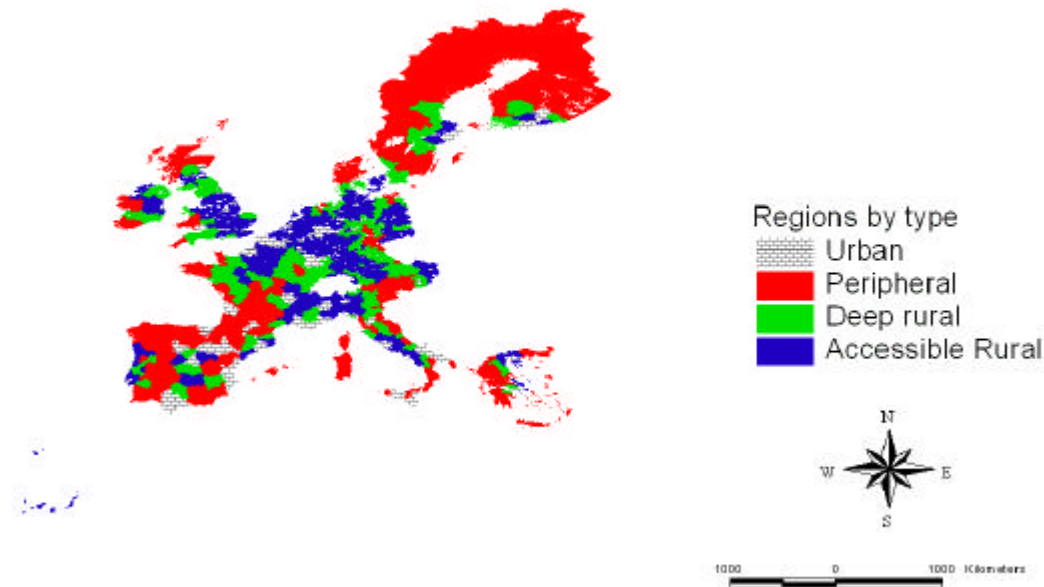 Regions by type
Urban
Peripheral
Deep rural
Accessible Rural
N
W E
S
1000 0 1000 Kilometers